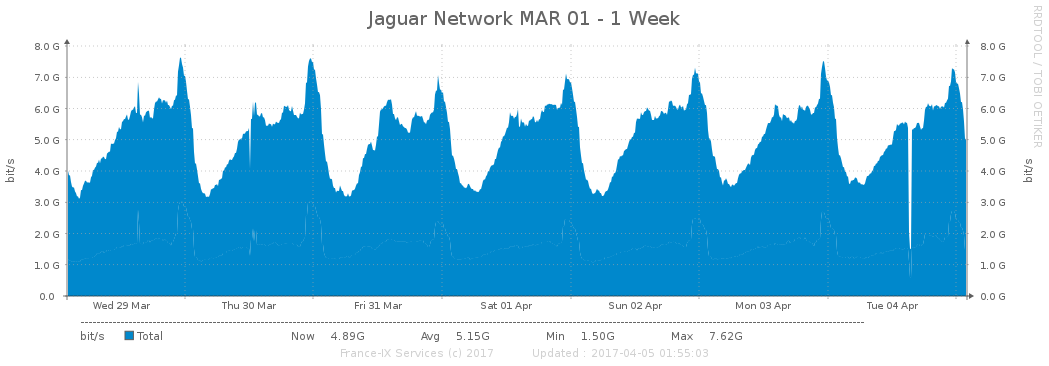 Jaguar Network MAR 01 - 1 Week
RRDTOOL / TOBI OETIKER
bit/s
bit/s
8.0 G 8.0 G
7.0 G 7.0 G
6.0 G 6.0 G
5.0 G 5.0 G
4.0 G 4.0 G
3.0 G 3.0 G
2.0 G 2.0 G
1.0 G 1.0 G
0.0 0.0 G
Wed 29 Mar Thu 30 Mar Fri 31 Mar Sat 01 Apr Sun 02 Apr Mon 03 Apr Tue 04 Apr
bit/s Total Now 4.89G Avg 5.15G Min 1.50G Max 7.62G
France-IX Services (c) 2017 Updated : 2017-04-05 01:55:03